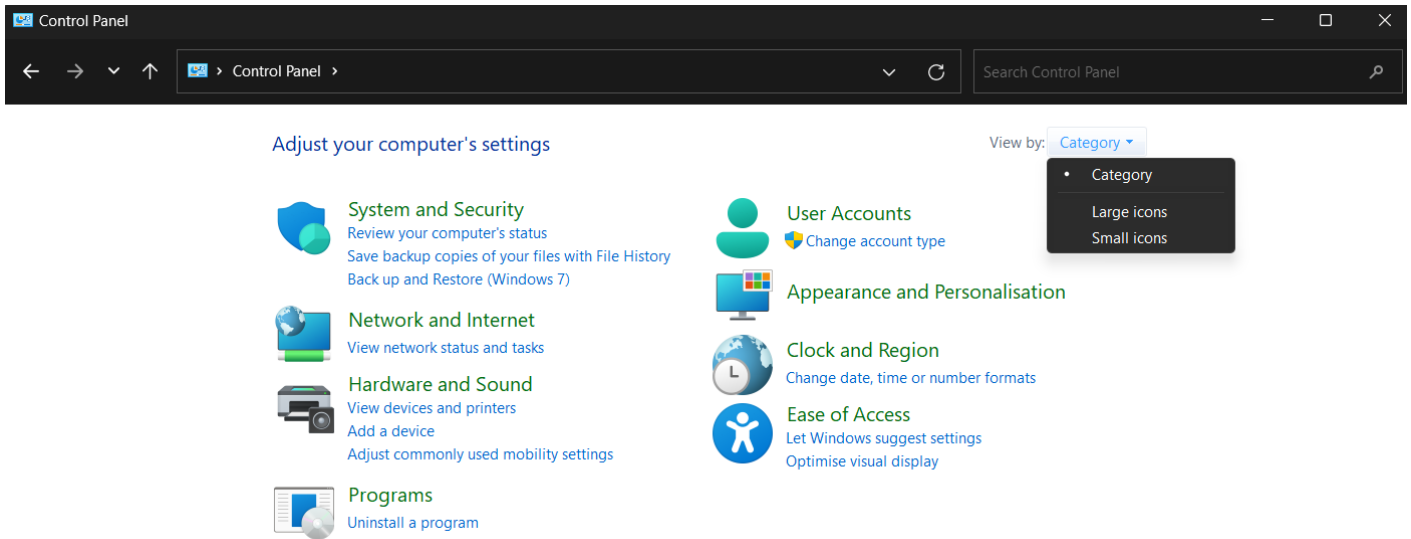 Control Panel
Control Panel
Search Control Panel
Adjust your computer's settings
View by: Category
Category
Large icons
Small icons
System and Security
Review your computer's status
Save backup copies of your files with File History
Back up and Restore (Windows 7)
Network and Internet
View network status and tasks
Hardware and Sound
View devices and printers
Add a device
Adjust commonly used mobility settings
Programs
Uninstall a program
User Accounts
Change account type
Appearance and Personalisation
Clock and Region
Change date, time or number formats
Ease of Access
Let Windows suggest settings
Optimise visual display